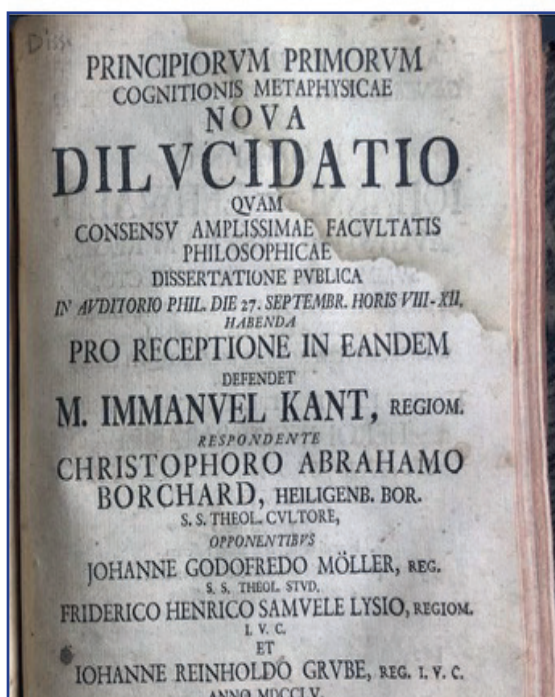 PRINCIPIORVM PRIMORVM
COGNITIONIS METAPHYSICAE
NOVA
DILVCIDATIO
QVAM
CONSENSV AMPLISSIMAE FACVLTATIS
PHILOSOPHICAE
DISSERTATIONE PVBLICA
IN AVDITORIO PHIL. DIE 27. SEPTEMBR. HORIS VIII-XII,
HABENDA
PRO RECEPTIONE IN EANDEM
DEFENDET
M. IMMANVEL KANT, REGIOM.
RESPONDENTE
CHRISTOPHORO ABRAHAMO
BORCHARD, HEILIGENB. BOR.
S. S. THEOL. CVLTORE,
OPPONENTIBVS
JOHANNE GODOFREDO MÖLLER, REG.
S. S. THEOL. STVD.
FRIDERICO HENRICO SAMVELE LYSIO, REGIOM.
I. V. C.
ET
IOHANNE REINHOLDO GRVBE, REG. I. V. C.
ANNO MDCCLV.